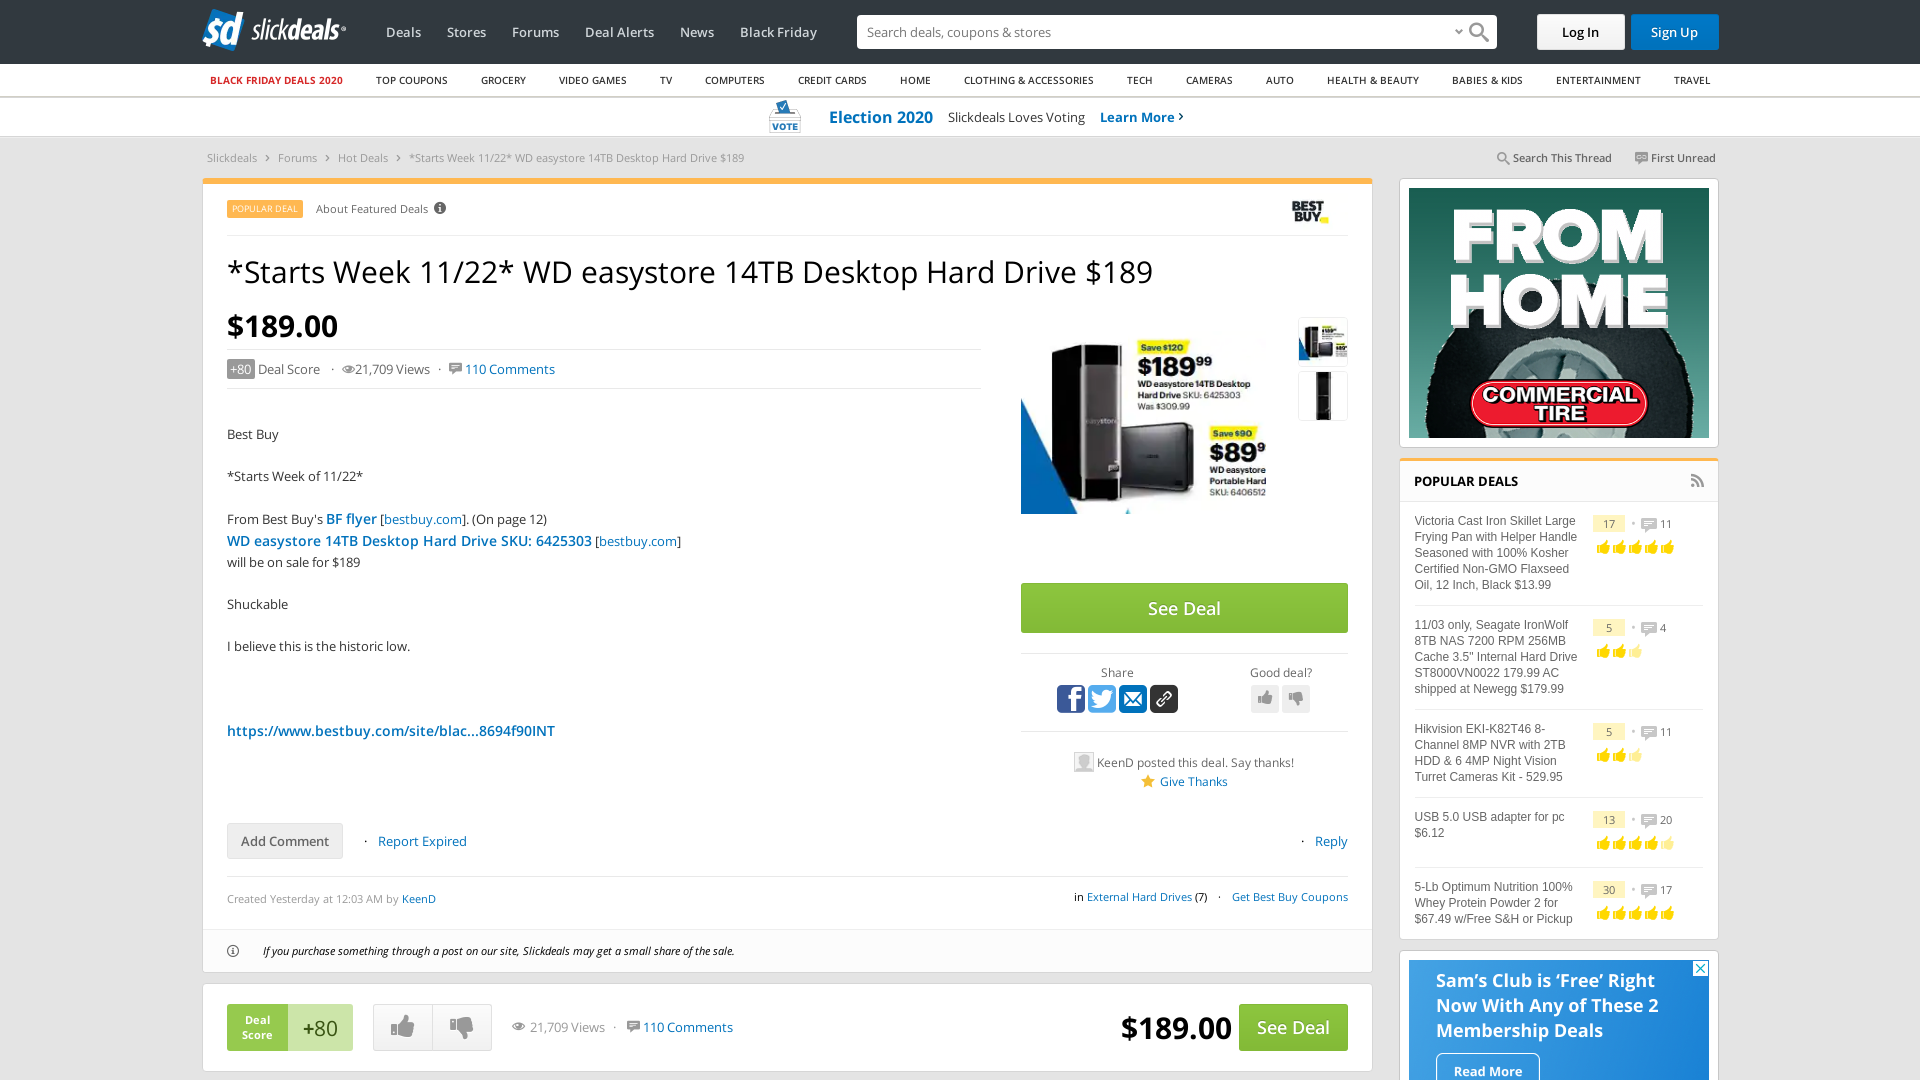 sd slickdeals
Deals Stores Forums Deal Alerts News Black Friday
Search deals, coupons & stores
Log In Sign Up
BLACK FRIDAY DEALS 2020 TOP COUPONS GROCERY VIDEO GAMES TV COMPUTERS CREDIT CARDS HOME CLOTHING & ACCESSORIES TECH CAMERAS AUTO HEALTH & BEAUTY BABIES & KIDS ENTERTAINMENT TRAVEL
VOTE
Election 2020 Slickdeals Loves Voting Learn More
Slickdeals › Forums › Hot Deals › *Starts Week 11/22* WD easystore 14TB Desktop Hard Drive $189
Search This Thread First Unread
POPULAR DEAL About Featured Deals
BEST BUY
*Starts Week 11/22* WD easystore 14TB Desktop Hard Drive $189
$189.00
+80 Deal Score · 21,709 Views · 110 Comments
Best Buy
*Starts Week of 11/22*
From Best Buy's BF flyer [bestbuy.com]. (On page 12)
WD easystore 14TB Desktop Hard Drive SKU: 6425303 [bestbuy.com]
will be on sale for $189
Shuckable
I believe this is the historic low.
https://www.bestbuy.com/site/blac...8694f90INT
Save $120
$189⁹⁹
WD easystore 14TB Desktop
Hard Drive SKU: 6425303
Was $309.99
Save $90
$89⁹
WD easystore
Portable Hard
SKU: 6406512
See Deal
Share
Good deal?
KeenD posted this deal. Say thanks!
Give Thanks
Add Comment · Report Expired
· Reply
Created Yesterday at 12:03 AM by KeenD
in External Hard Drives (7) · Get Best Buy Coupons
If you purchase something through a post on our site, Slickdeals may get a small share of the sale.
Deal
Score
+80
21,709 Views · 110 Comments
$189.00 See Deal
FROM
HOME
COMMERCIAL
TIRE
POPULAR DEALS
Victoria Cast Iron Skillet Large
Frying Pan with Helper Handle
Seasoned with 100% Kosher
Certified Non-GMO Flaxseed
Oil, 12 Inch, Black $13.99
17 • 11
11/03 only, Seagate IronWolf
8TB NAS 7200 RPM 256MB
Cache 3.5" Internal Hard Drive
ST8000VN0022 179.99 AC
shipped at Newegg $179.99
5 • 4
Hikvision EKI-K82T46 8-
Channel 8MP NVR with 2TB
HDD & 6 4MP Night Vision
Turret Cameras Kit - 529.95
5 • 11
USB 5.0 USB adapter for pc
$6.12
13 • 20
5-Lb Optimum Nutrition 100%
Whey Protein Powder 2 for
$67.49 w/Free S&H or Pickup
30 • 17
Sam's Club is 'Free' Right
Now With Any of These 2
Membership Deals
Read More